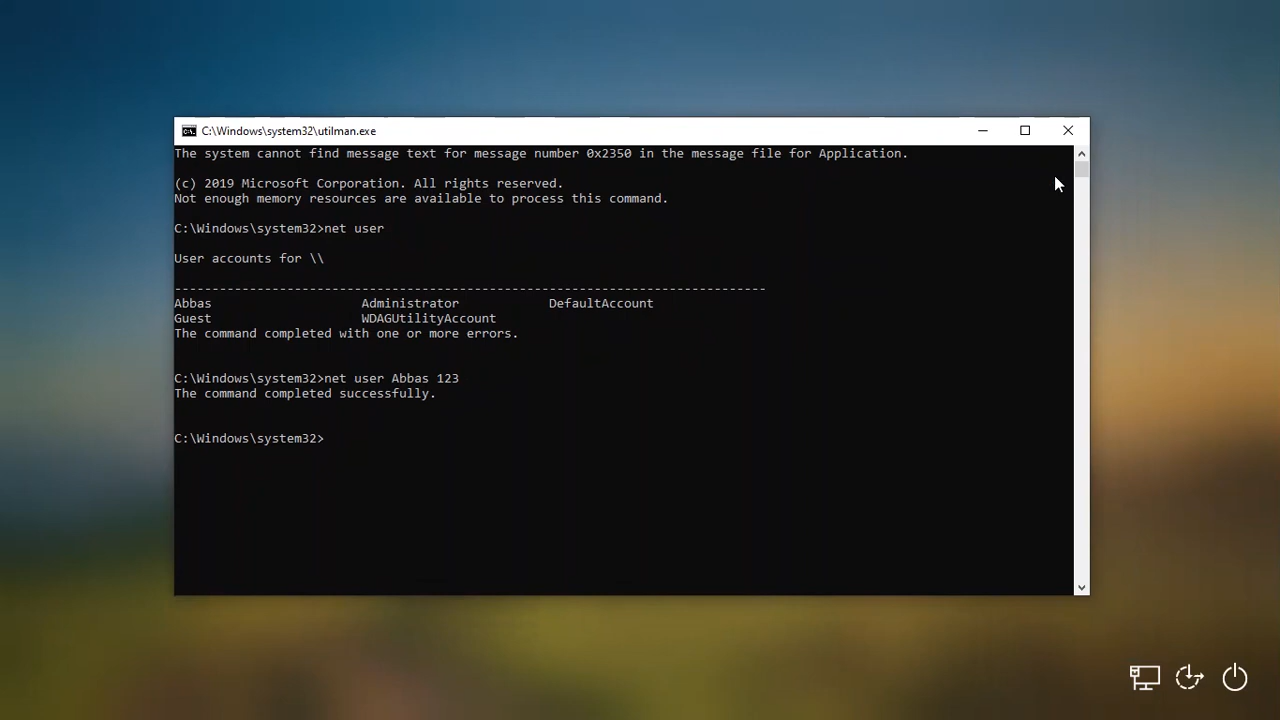 C:\Windows\system32\utilman.exe
The system cannot find message text for message number 0x2350 in the message file for Application.
(c) 2019 Microsoft Corporation. All rights reserved.
Not enough memory resources are available to process this command.
C:\Windows\system32>net user
User accounts for \\
-------------------------------------------------------------------------------
Abbas Administrator DefaultAccount
Guest WDAGUtilityAccount
The command completed with one or more errors.
C:\Windows\system32>net user Abbas 123
The command completed successfully.
C:\Windows\system32>